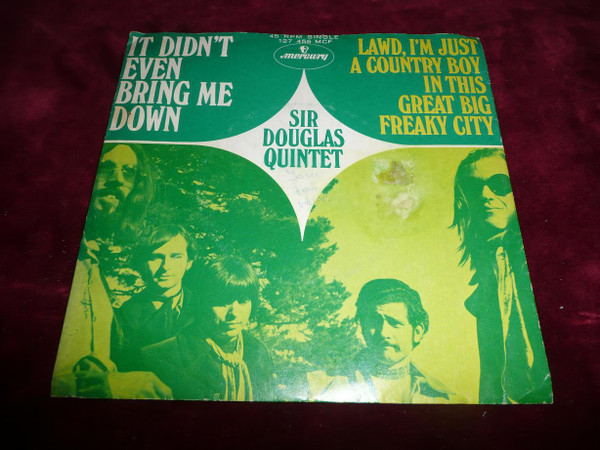 45 RPM SINGLE
127 456 MCF
mercury
IT DIDN'T
EVEN
BRING ME
DOWN
LAWD, I'M JUST
A COUNTRY BOY
IN THIS
GREAT BIG
FREAKY CITY
SIR
DOUGLAS
QUINTET